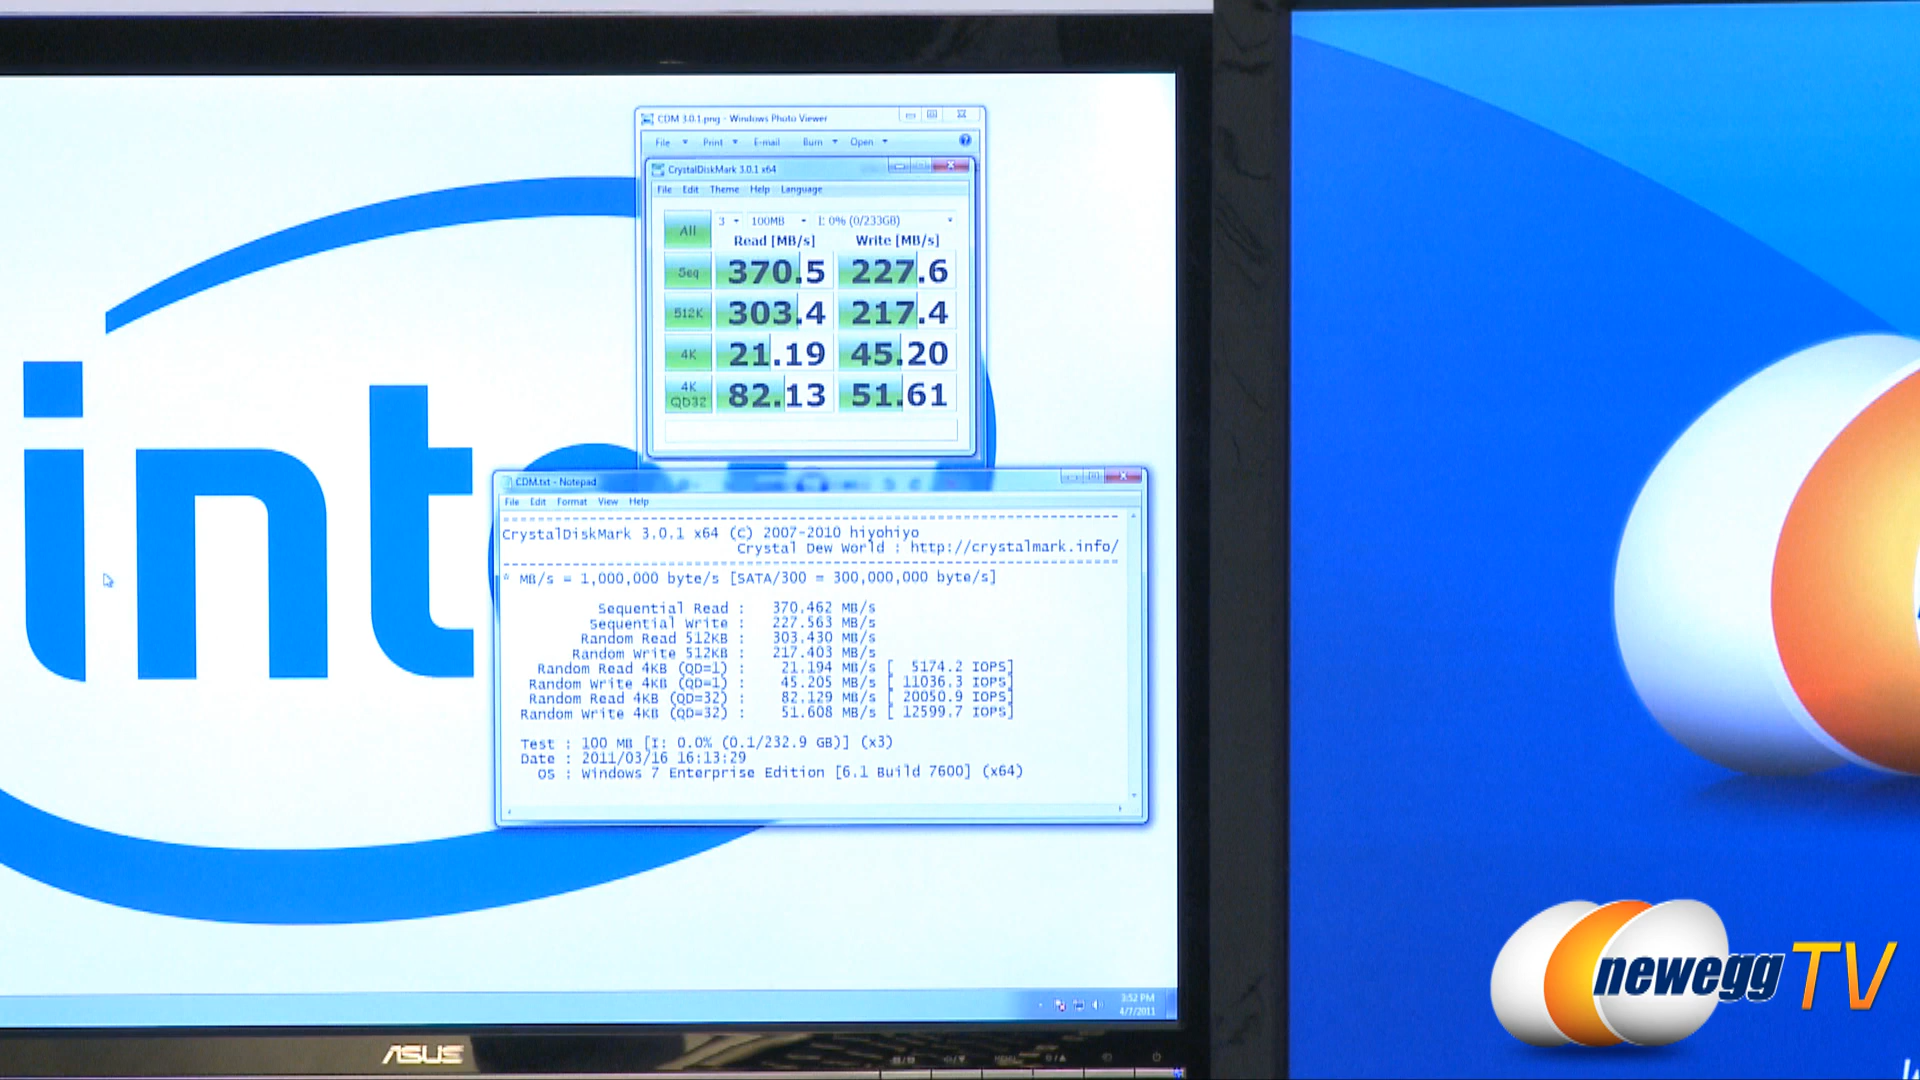 CDM 3.0.1.png - Windows Photo Viewer
File Print E-mail Burn Open
CrystalDiskMark 3.0.1 x64
File Edit Theme Help Language
All 3 100MB I: 0% (0/233GB)
Read [MB/s] Write [MB/s]
Seq 370.5 227.6
512K 303.4 217.4
4K 21.19 45.20
4K QD32 82.13 51.61
inte
CDM.txt - Notepad
File Edit Format View Help
CrystalDiskMark 3.0.1 x64 (C) 2007-2010 hiyohiyo
Crystal Dew World : http://crystalmark.info/
* MB/s = 1,000,000 byte/s [SATA/300 = 300,000,000 byte/s]
Sequential Read : 370.462 MB/s
Sequential Write : 227.563 MB/s
Random Read 512KB : 303.430 MB/s
Random Write 512KB : 217.403 MB/s
Random Read 4KB (QD=1) : 21.194 MB/s [ 5174.2 IOPS]
Random Write 4KB (QD=1) : 45.205 MB/s [ 11036.3 IOPS]
Random Read 4KB (QD=32) : 82.129 MB/s [ 20050.9 IOPS]
Random Write 4KB (QD=32) : 51.608 MB/s [ 12599.7 IOPS]
Test : 100 MB [I: 0.0% (0.1/232.9 GB)] (x3)
Date : 2011/03/16 16:13:29
OS : Windows 7 Enterprise Edition [6.1 Build 7600] (x64)
3:52 PM
4/7/2011
ASUS
newegg TV